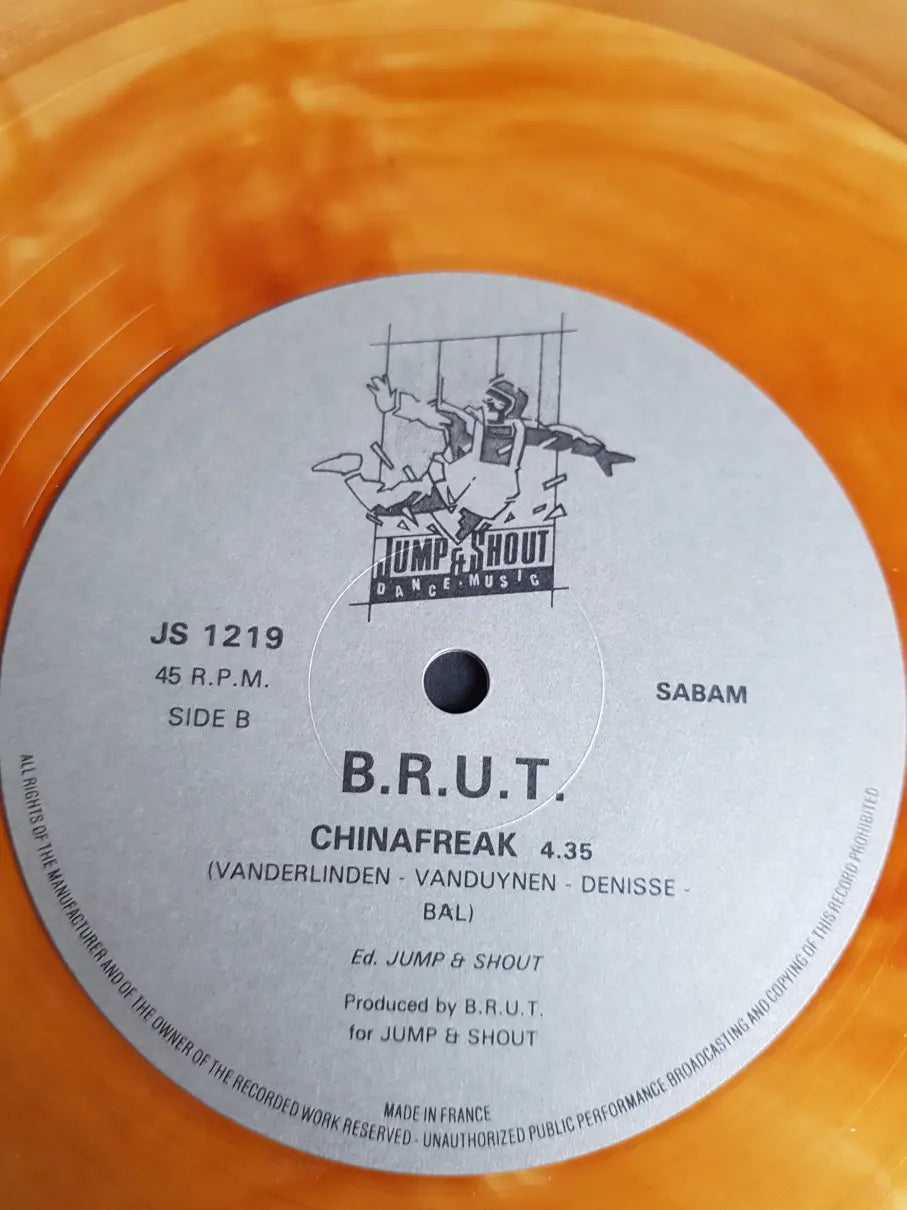 JUMP & SHOUT
DANCE·MUSIC
JS 1219
45 R.P.M.
SIDE B
SABAM
B.R.U.T.
CHINAFREAK 4.35
(VANDERLINDEN - VANDUYNEN - DENISSE -
BAL)
Ed. JUMP & SHOUT
Produced by B.R.U.T.
for JUMP & SHOUT
MADE IN FRANCE
ALL RIGHTS OF THE MANUFACTURER AND OF THE OWNER OF THE RECORDED WORK RESERVED - UNAUTHORIZED PUBLIC PERFORMANCE BROADCASTING AND COPYING OF THIS RECORD PROHIBITED